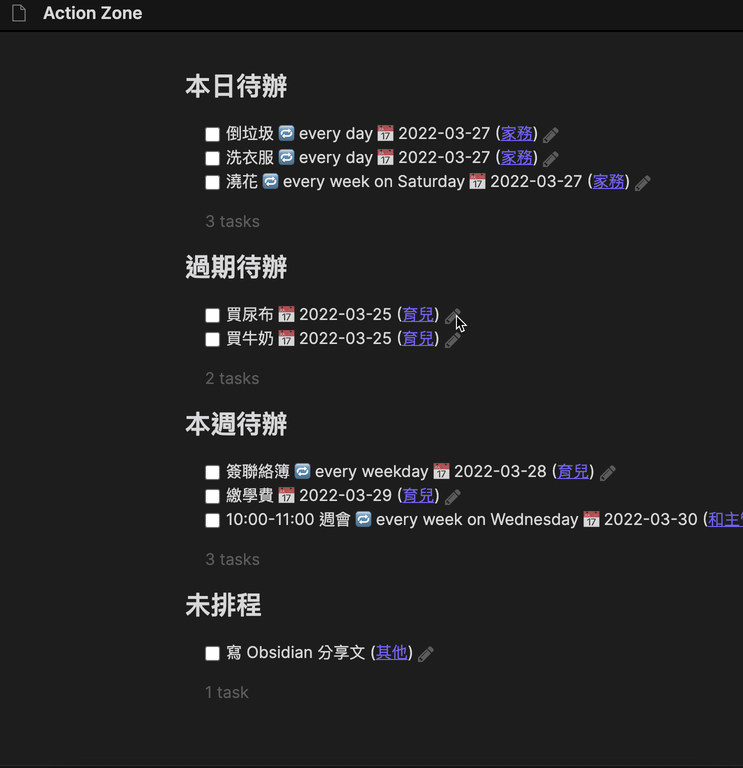 Action Zone
本日待辦
倒垃圾 🔁 every day 📅 2022-03-27 (家務)
洗衣服 🔁 every day 📅 2022-03-27 (家務)
澆花 🔁 every week on Saturday 📅 2022-03-27 (家務)
3 tasks
過期待辦
買尿布 📅 2022-03-25 (育兒)
買牛奶 📅 2022-03-25 (育兒)
2 tasks
本週待辦
簽聯絡簿 🔁 every weekday 📅 2022-03-28 (育兒)
繳學費 📅 2022-03-29 (育兒)
10:00-11:00 週會 🔁 every week on Wednesday 📅 2022-03-30 (和主
3 tasks
未排程
寫 Obsidian 分享文 (其他)
1 task